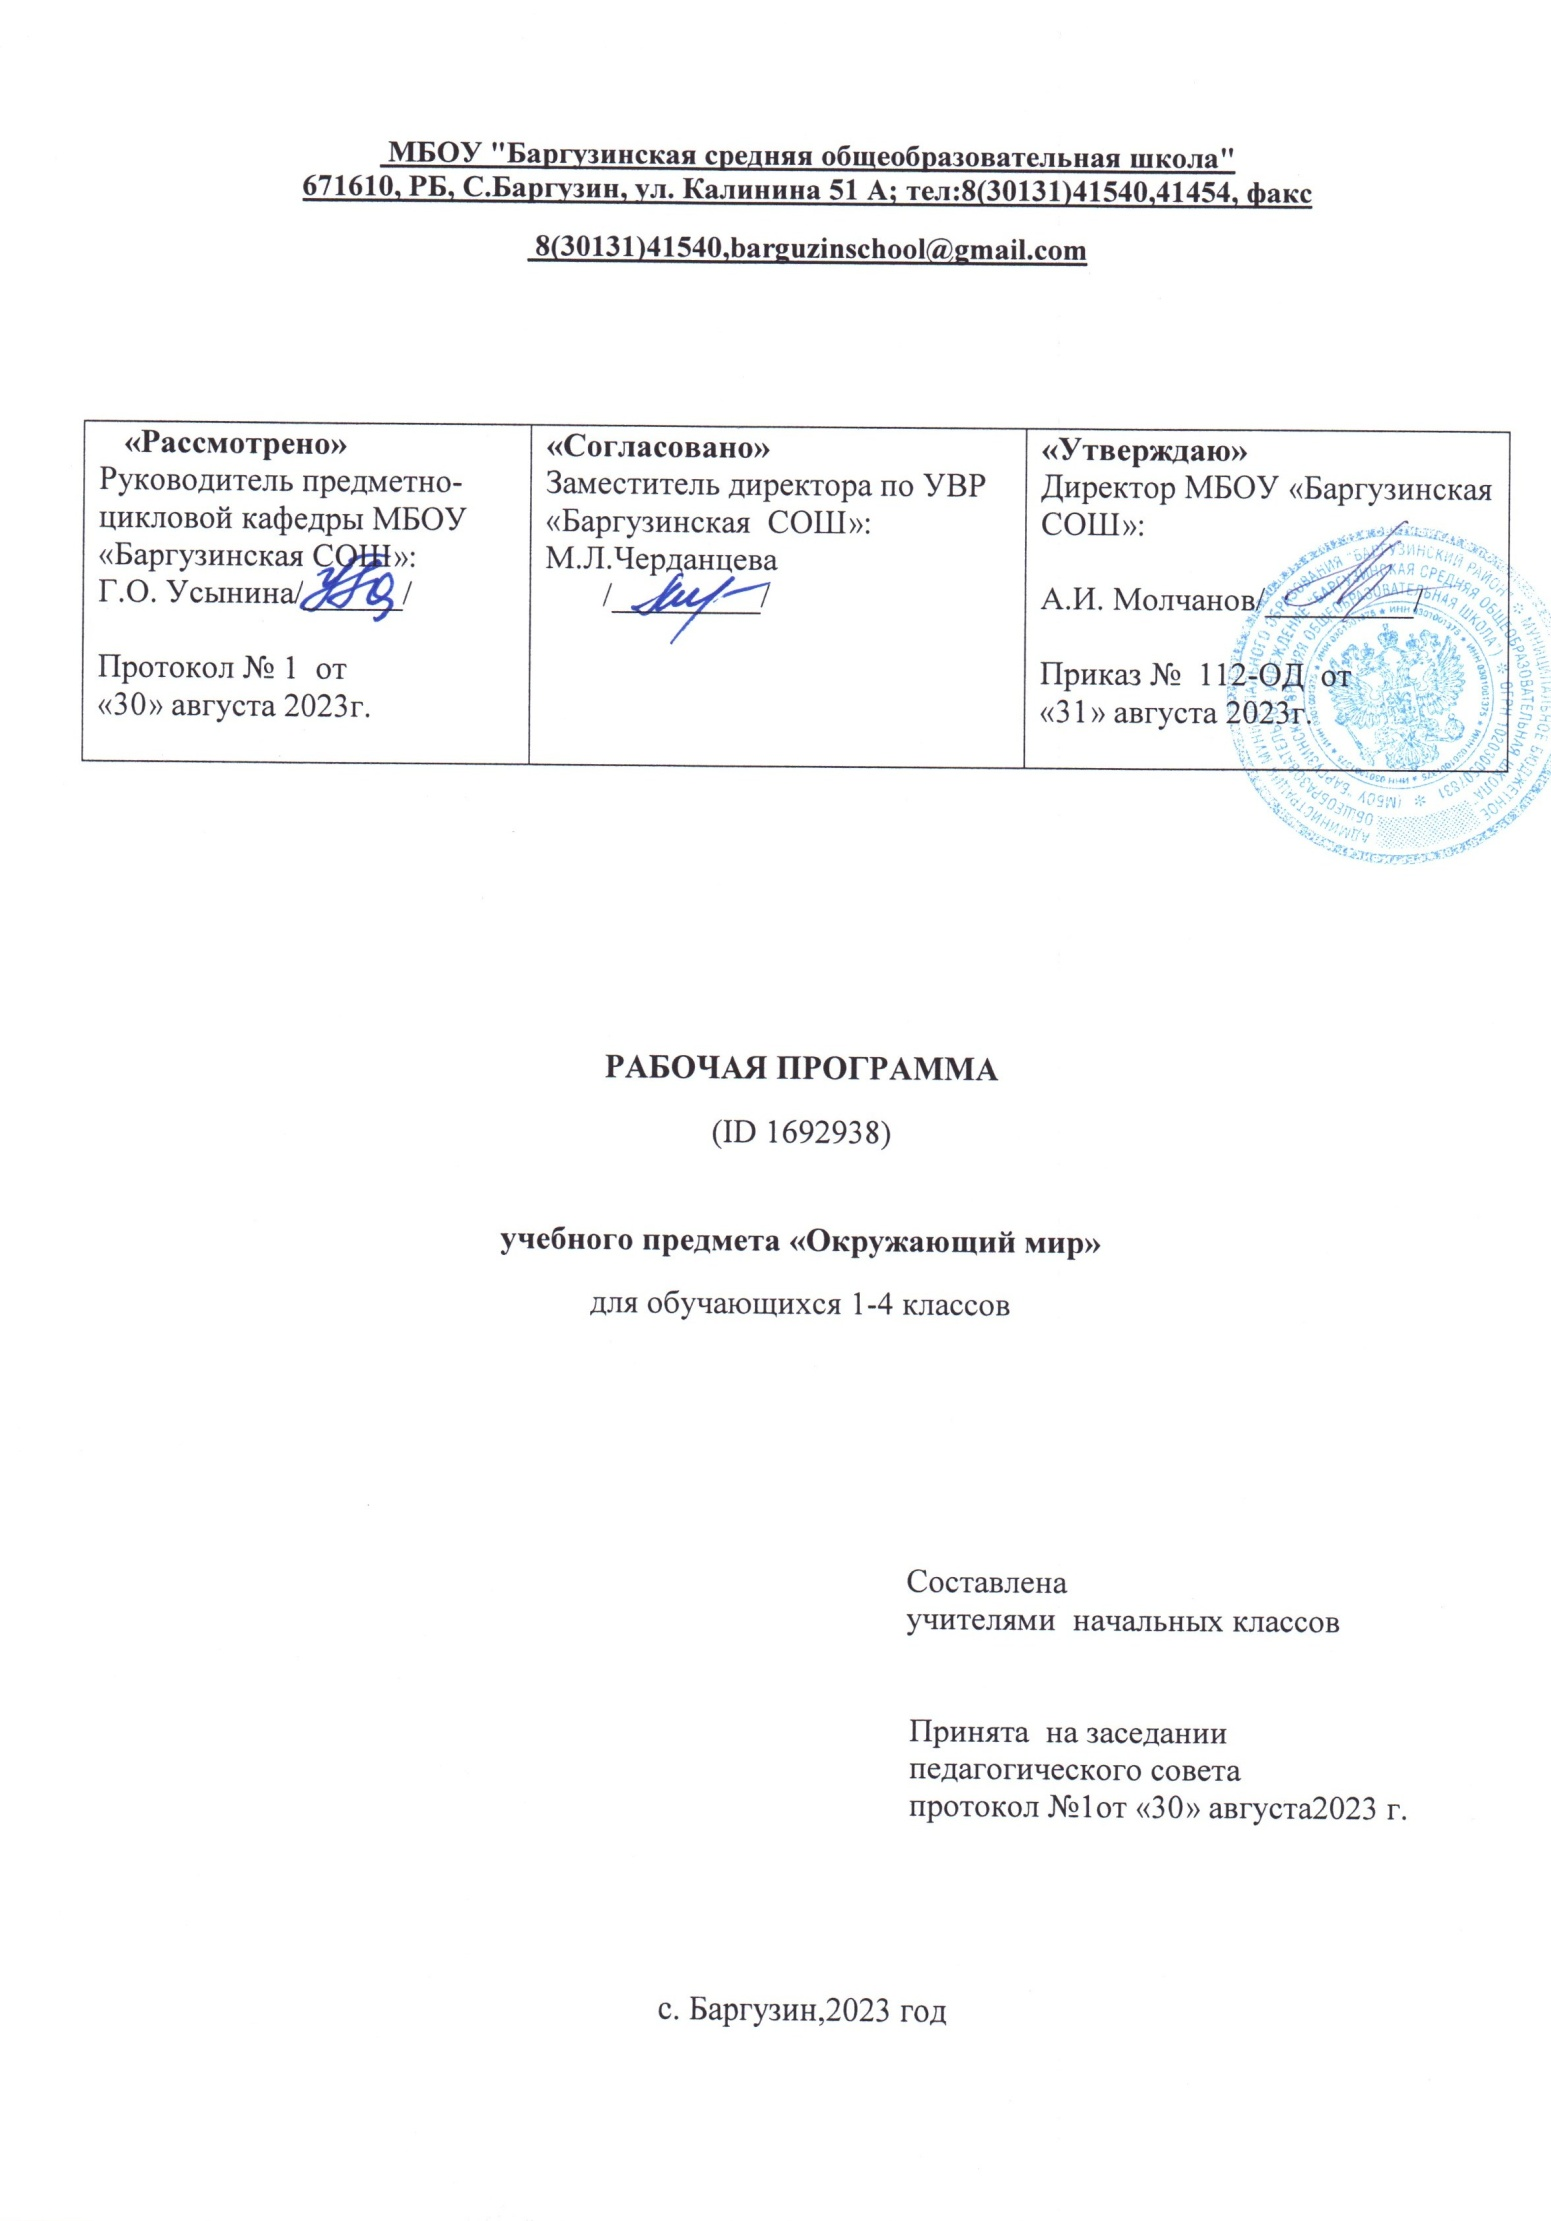 МБОУ "Баргузинская средняя общеобразовательная школа"
671610, РБ, С.Баргузин, ул. Калинина 51 А; тел:8(30131)41540,41454, факс
8(30131)41540,barguzinschool@gmail.com
«Рассмотрено»
Руководитель предметно-
цикловой кафедры МБОУ
«Баргузинская СОШ»:
Г.О. Усынина/______/
Протокол № 1 от
«30» августа 2023г.
«Согласовано»
Заместитель директора по УВР
«Баргузинская СОШ»:
М.Л.Черданцева
/_________/
«Утверждаю»
Директор МБОУ «Баргузинская
СОШ»:
А.И. Молчанов/_________/
Приказ № 112-ОД от
«31» августа 2023г.
РАБОЧАЯ ПРОГРАММА
(ID 1692938)
учебного предмета «Окружающий мир»
для обучающихся 1-4 классов
Составлена
учителями начальных классов
Принята на заседании
педагогического совета
протокол №1от «30» августа2023 г.
с. Баргузин,2023 год